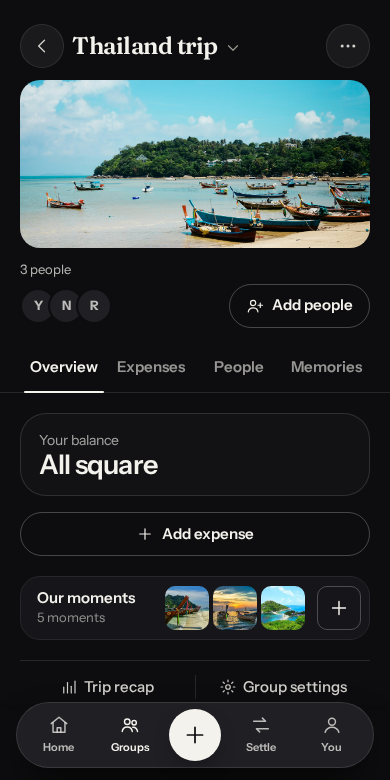 Thailand trip
3 people
Y N R
Add people
Overview Expenses People Memories
Your balance
All square
Add expense
Our moments
5 moments
Trip recap Group settings
Home Groups Settle You